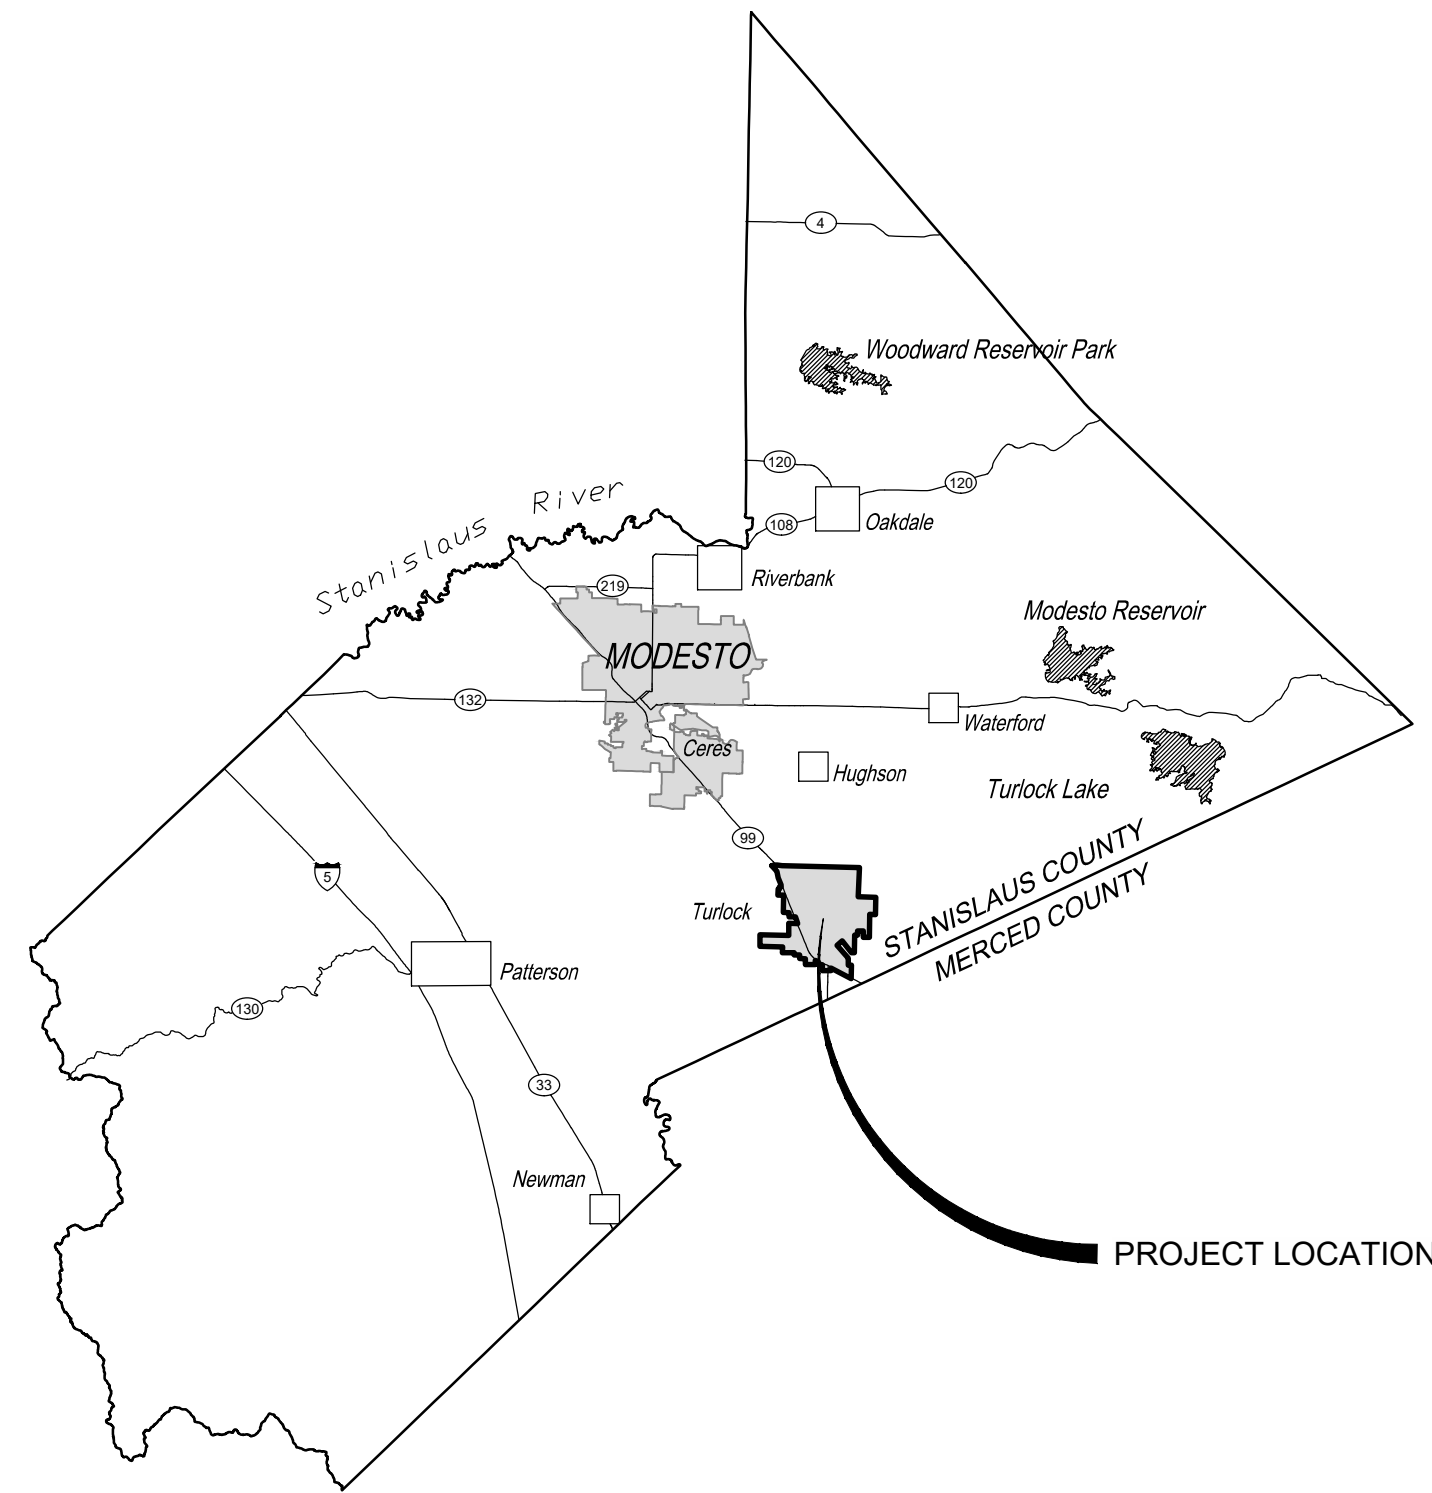 4
Woodward Reservoir Park
120
120
Stanislaus River
108
Oakdale
219
Riverbank
Modesto Reservoir
MODESTO
132
Waterford
Ceres
Hughson
Turlock Lake
99
STANISLAUS COUNTY
MERCED COUNTY
5
Turlock
Patterson
130
33
Newman
PROJECT LOCATION